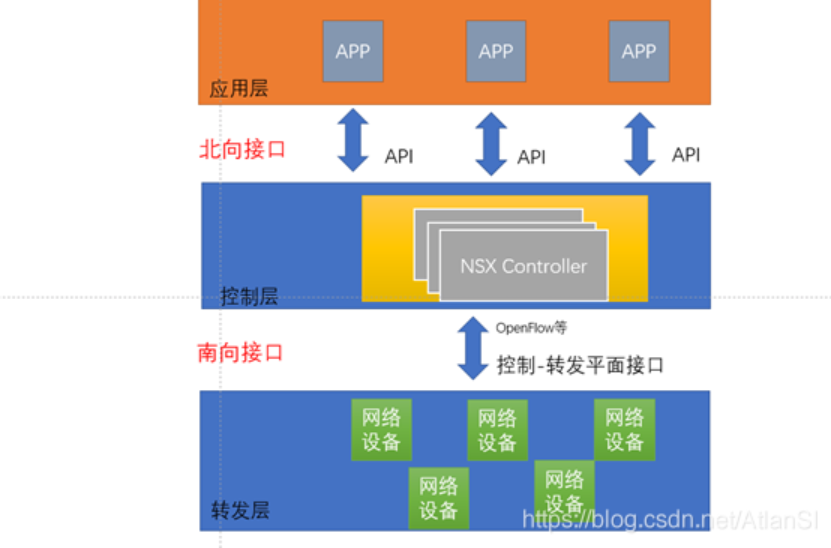 APP
APP
APP
应用层
北向接口
API
API
API
NSX Controller
控制层
OpenFlow等
南向接口
控制-转发平面接口
网络
设备
网络
设备
网络
设备
网络
设备
网络
设备
转发层
https://blog.csdn.net/AtlanSI